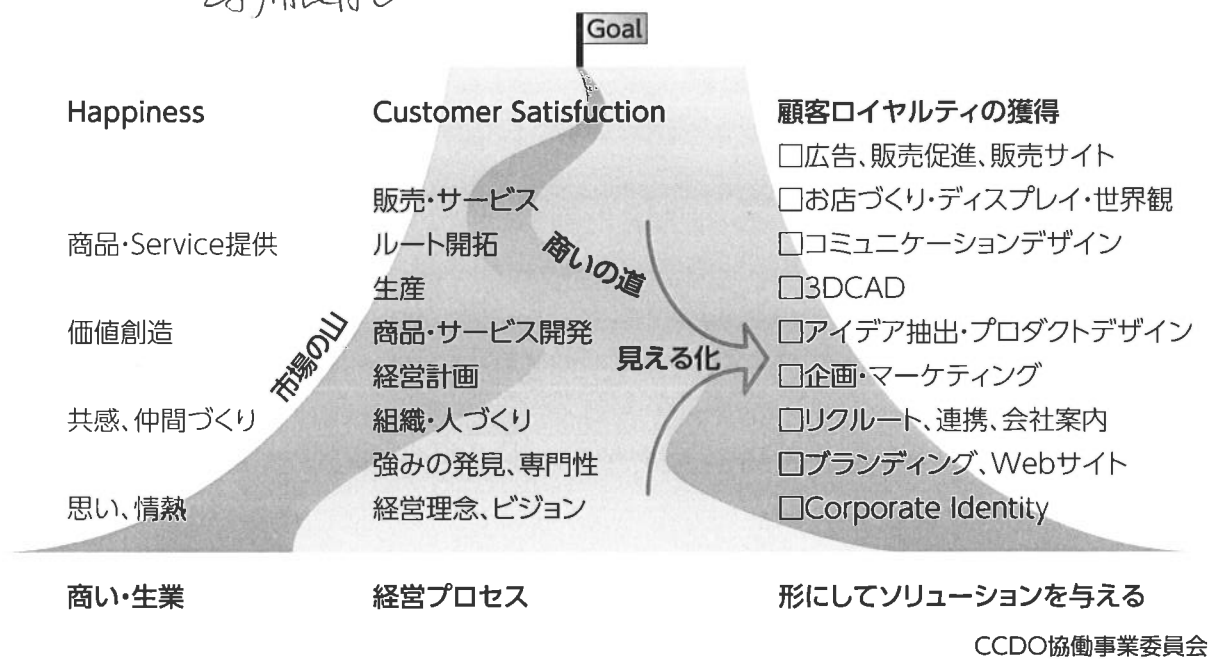 Goal
Happiness
Customer Satisfuction
顧客ロイヤルティの獲得
□広告、販売促進、販売サイト
販売・サービス
□お店づくり・ディスプレイ・世界観
商品・Service提供
ルート開拓
商いの道
□コミュニケーションデザイン
生産
□3DCAD
価値創造
市場の山
商品・サービス開発
見える化
□アイデア抽出・プロダクトデザイン
経営計画
□企画・マーケティング
共感、仲間づくり
組織・人づくり
□リクルート、連携、会社案内
強みの発見、専門性
□ブランディング、Webサイト
思い、情熱
経営理念、ビジョン
□Corporate Identity
商い・生業
経営プロセス
形にしてソリューションを与える
CCDO協働事業委員会